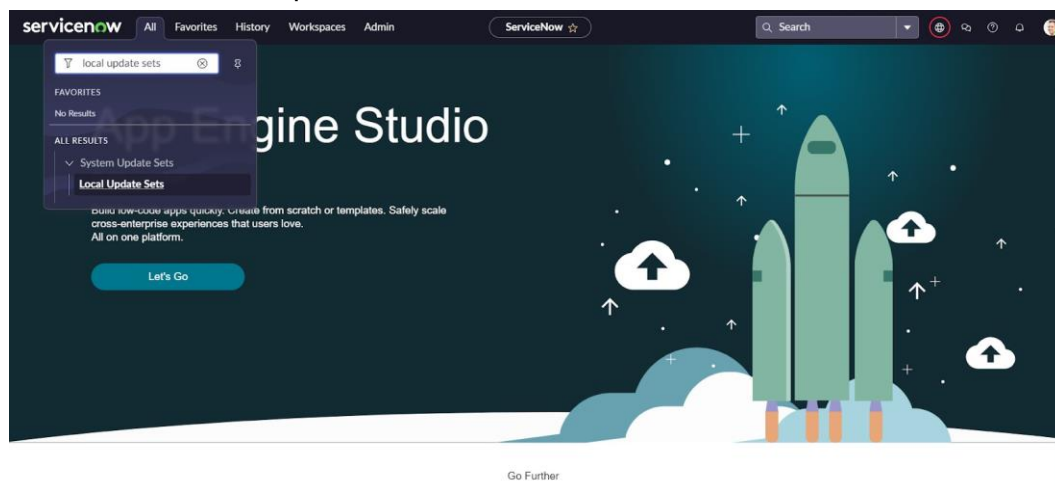 servicenow All Favorites History Workspaces Admin ServiceNow Search
local update sets
FAVORITES
No Results
App Engine Studio
ALL RESULTS
System Update Sets
Local Update Sets
Build low-code apps quickly. Create from scratch or templates. Safely scale
cross-enterprise experiences that users love.
All on one platform.
Let's Go
Go Further